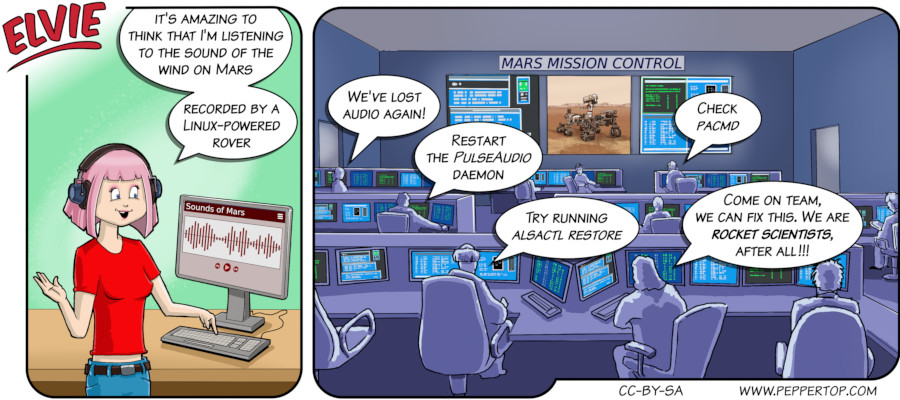 ELVIE
IT'S AMAZING TO
THINK THAT I'M LISTENING
TO THE SOUND OF THE
WIND ON MARS
RECORDED BY A
LINUX-POWERED
ROVER
Sounds of Mars
MARS MISSION CONTROL
WE'VE LOST
AUDIO AGAIN!
RESTART
THE PULSEAUDIO
DAEMON
CHECK
PACMD
TRY RUNNING
ALSACTL RESTORE
COME ON TEAM,
WE CAN FIX THIS. WE ARE
ROCKET SCIENTISTS,
AFTER ALL!!!
CC-BY-SA
WWW.PEPPERTOP.COM